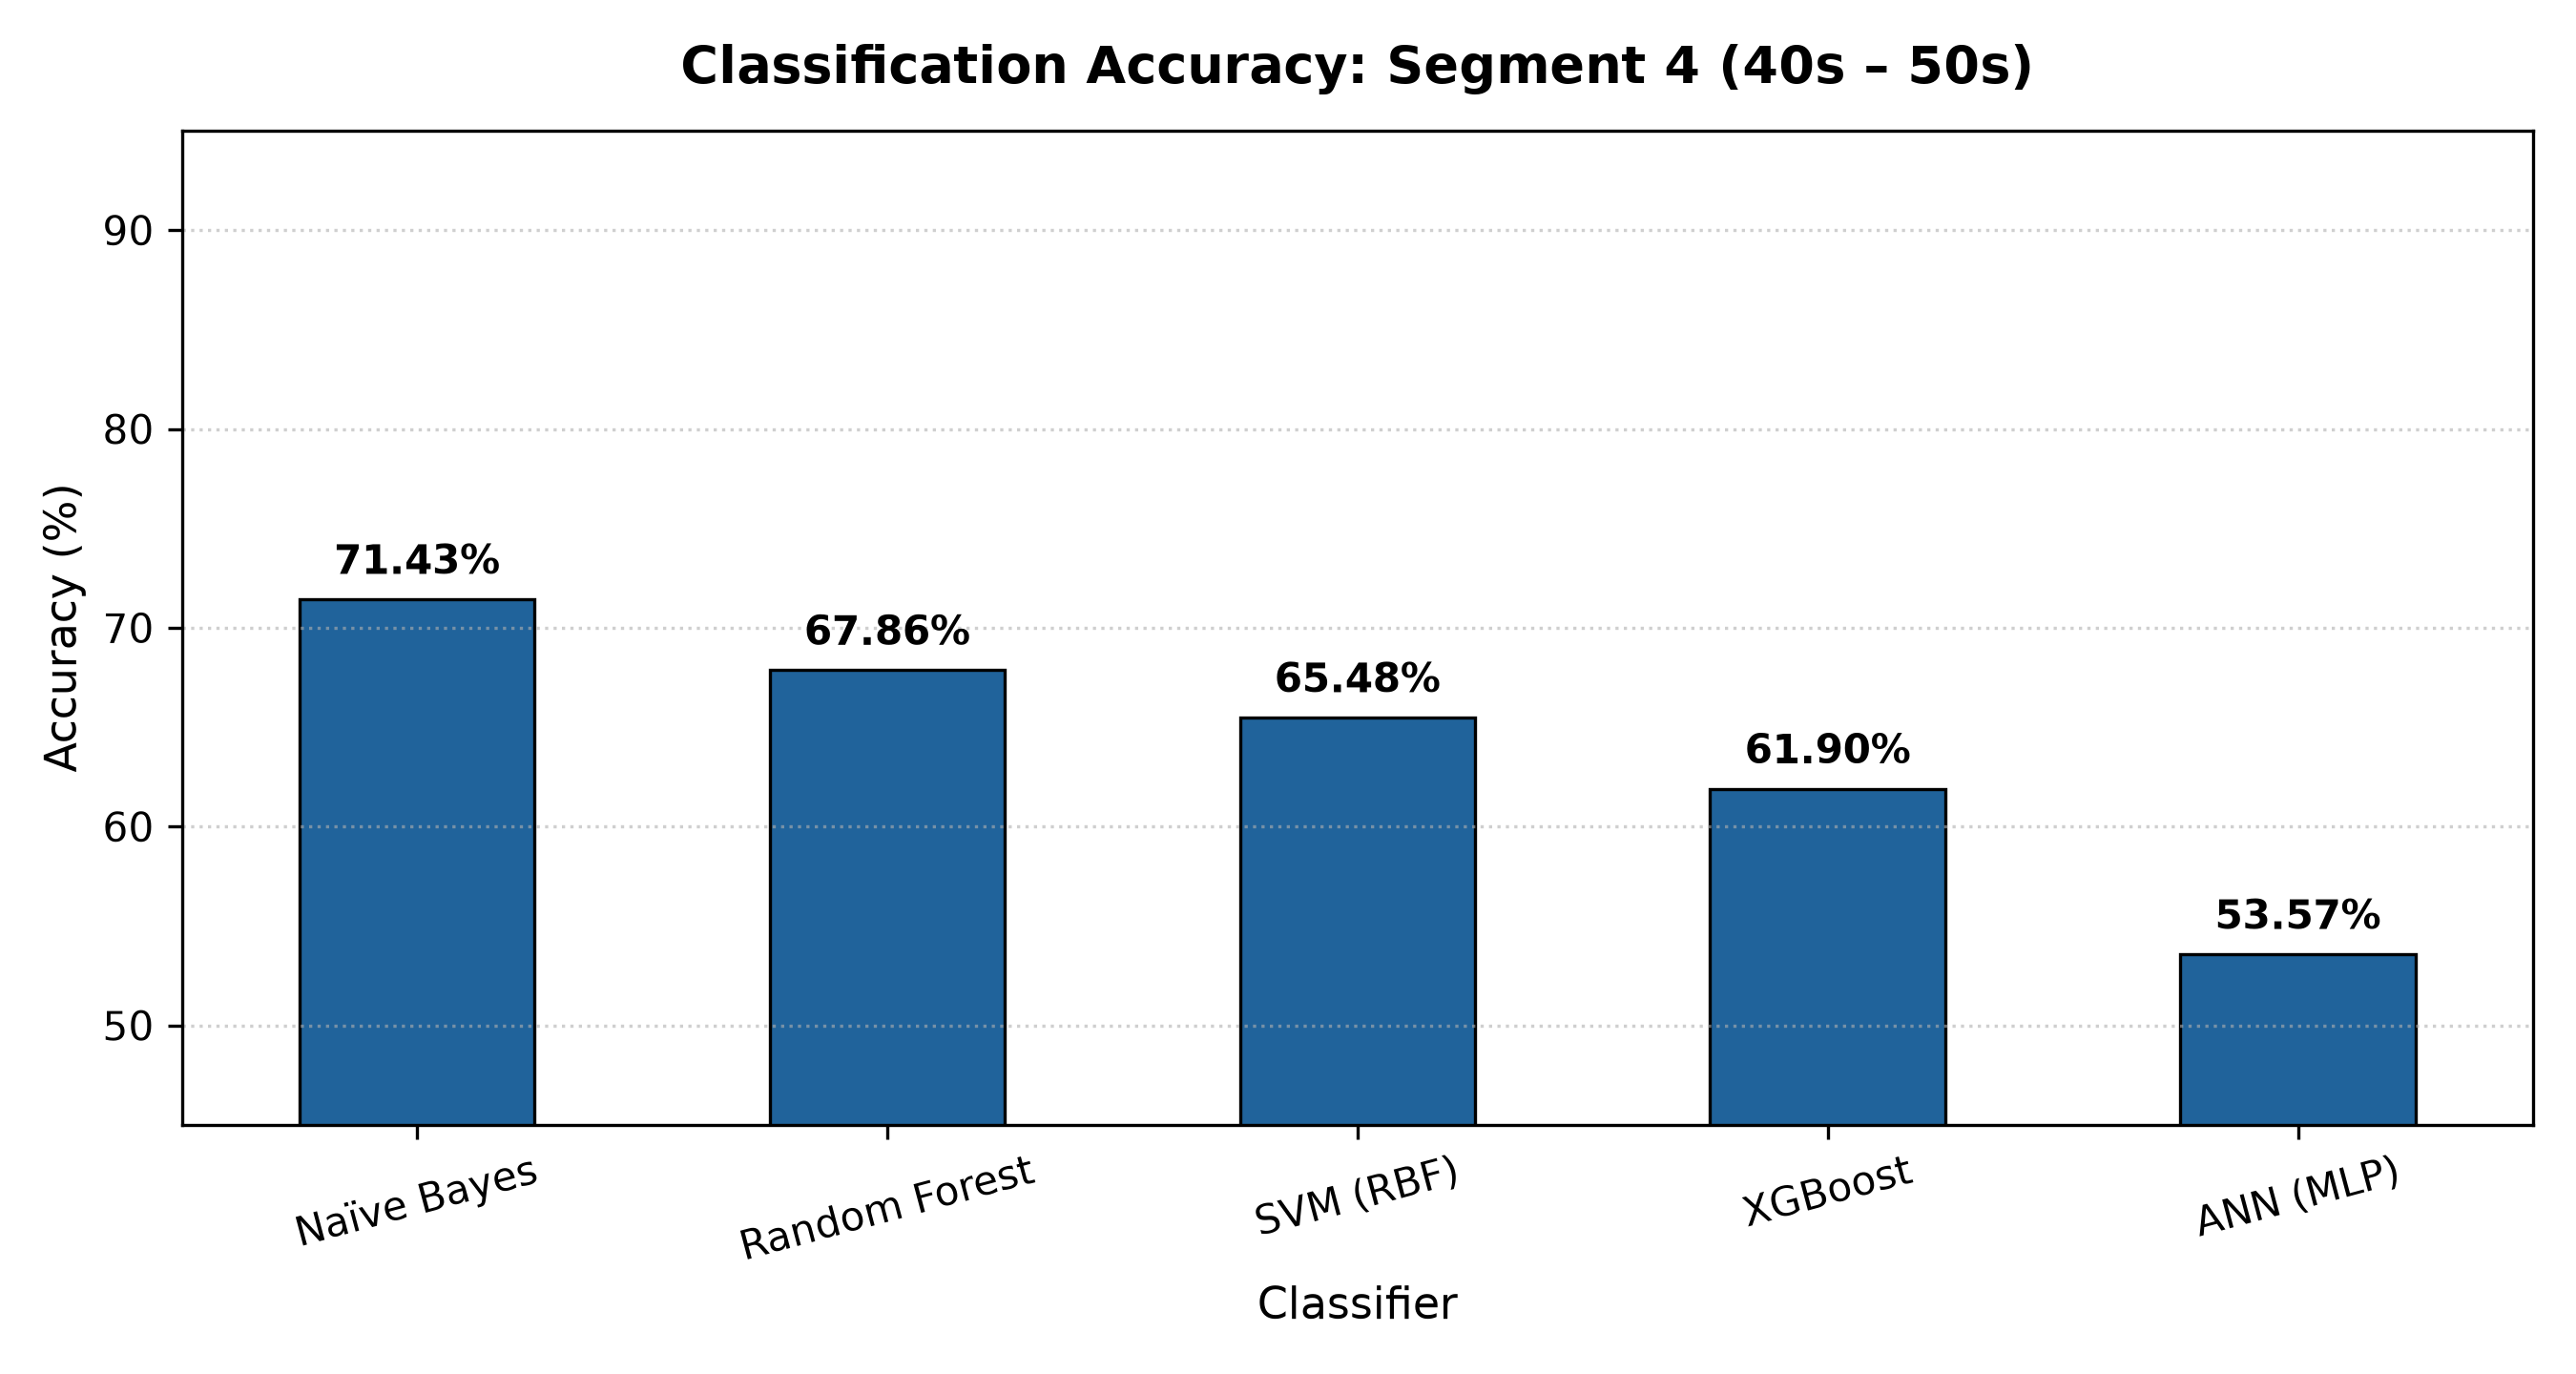 Classification Accuracy: Segment 4 (40s – 50s)
Accuracy (%)
90
80
70
60
50
71.43%
67.86%
65.48%
61.90%
53.57%
Naïve Bayes
Random Forest
SVM (RBF)
XGBoost
ANN (MLP)
Classifier